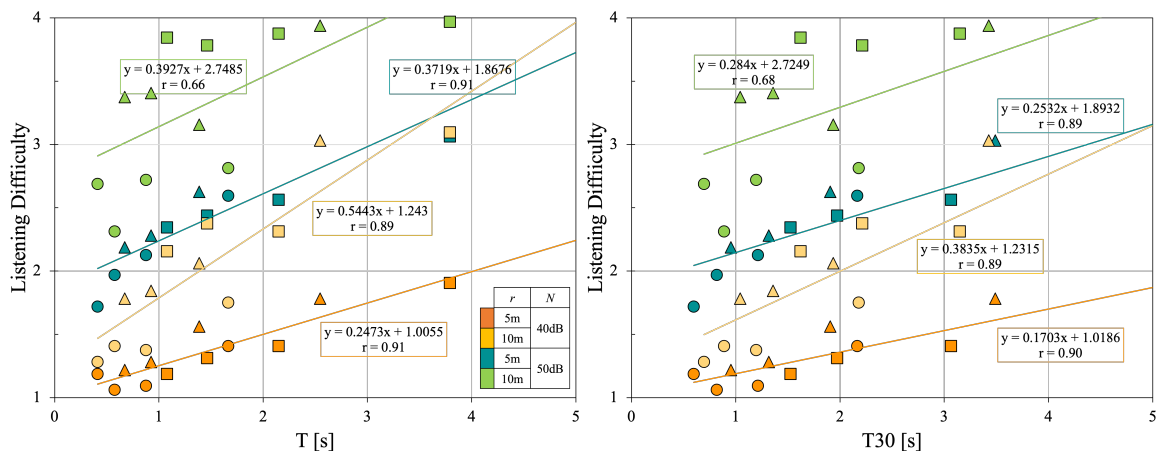 4
3
2
1
Listening Diffiiculty
y = 0.3927x + 2.7485
r = 0.66
y = 0.3719x + 1.8676
r = 0.91
y = 0.5443x + 1.243
r = 0.89
y = 0.2473x + 1.0055
r = 0.91
r N
5m 40dB
10m
5m 50dB
10m
0 1 2 3 4 5
T [s]
4
3
2
1
Listening Diffiiculty
y = 0.284x + 2.7249
r = 0.68
y = 0.2532x + 1.8932
r = 0.89
y = 0.3835x + 1.2315
r = 0.89
y = 0.1703x + 1.0186
r = 0.90
0 1 2 3 4 5
T30 [s]